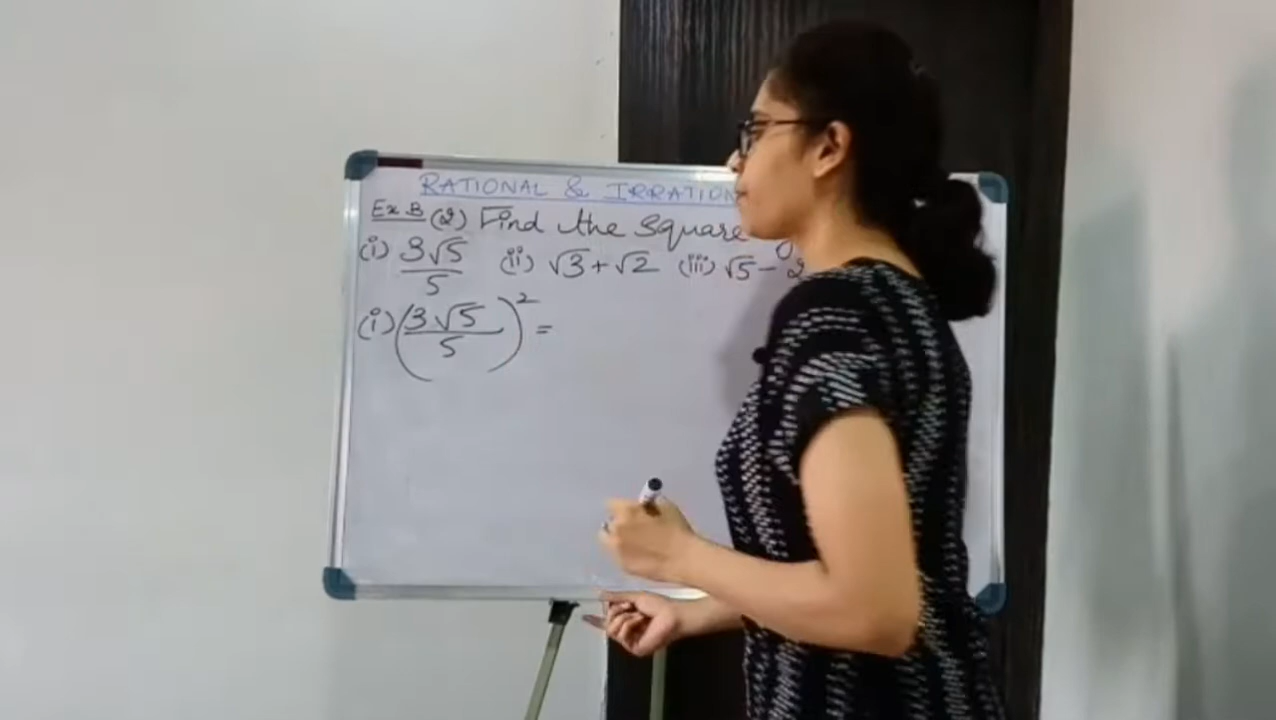 RATIONAL & IRRATION
Ex.B (2) Find the Square
(i) 3√5/5 (ii) √3+√2 (iii) √5-2
(i) (3√5/5)² =